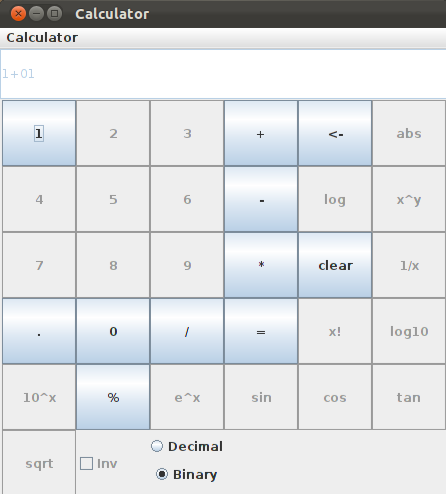 Calculator
Calculator
1+01
1 2 3 + <- abs
4 5 6 - log x^y
7 8 9 * clear 1/x
. 0 / = x! log10
10^x % e^x sin cos tan
sqrt Inv Decimal
Binary